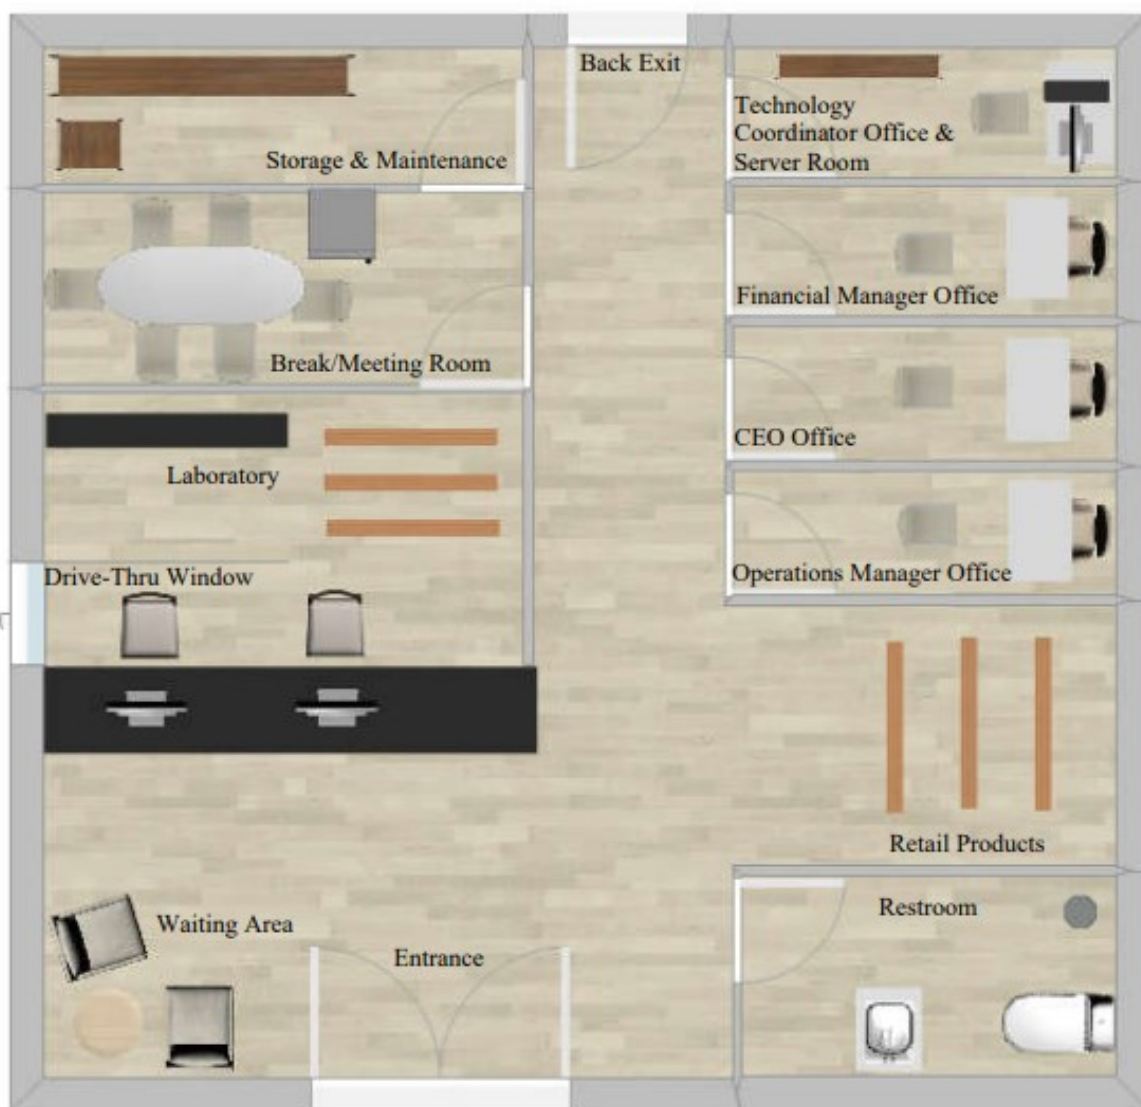 Back Exit
Technology
Coordinator Office &
Server Room
Storage & Maintenance
Financial Manager Office
Break/Meeting Room
CEO Office
Laboratory
Drive-Thru Window
Operations Manager Office
Retail Products
Restroom
Waiting Area
Entrance